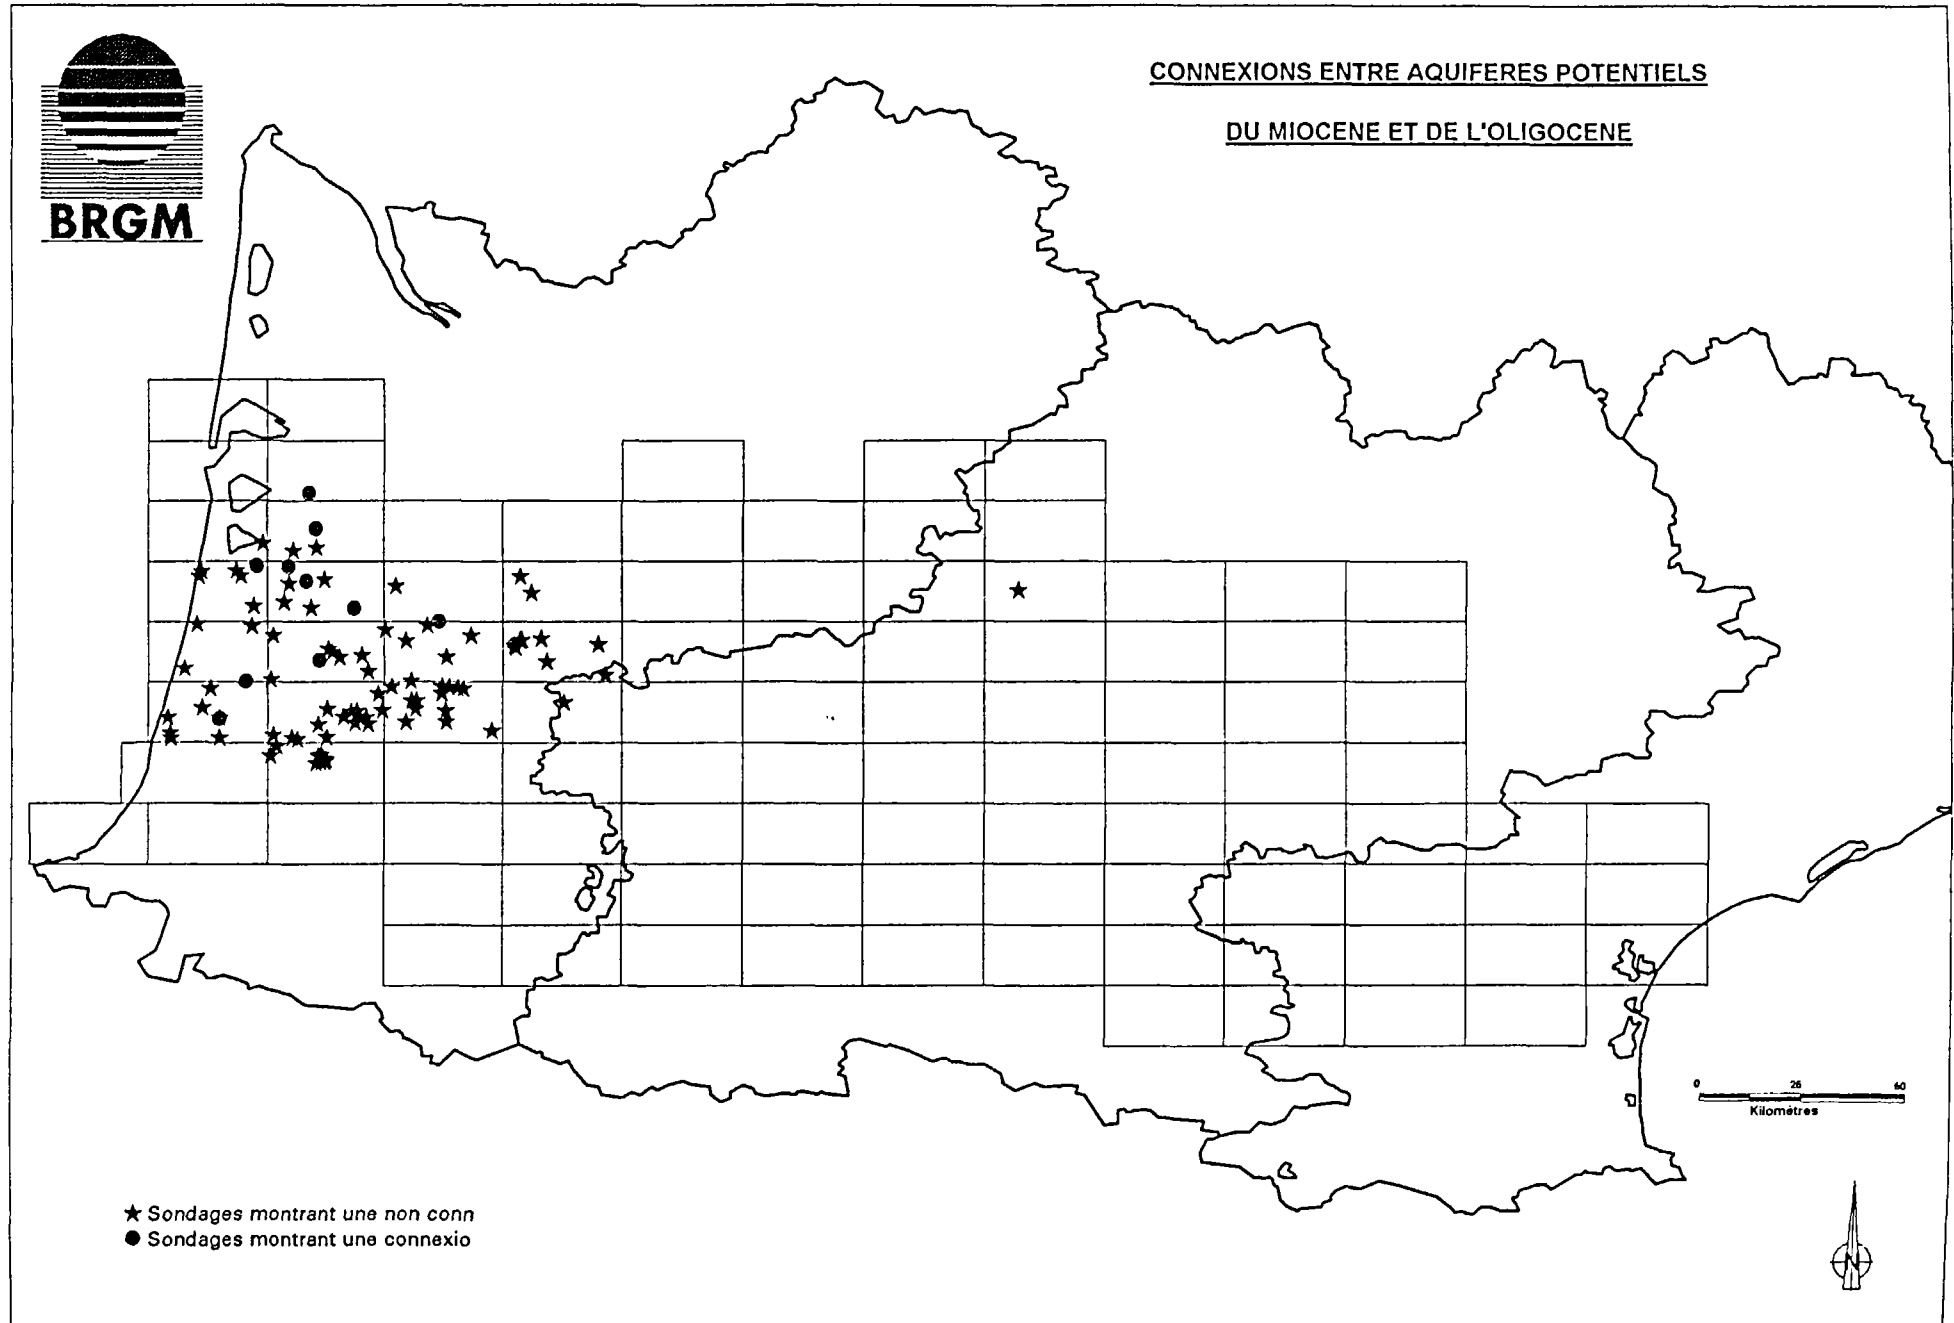 CONNEXIONS ENTRE AQUIFERES POTENTIELS
DU MIOCENE ET DE L'OLIGOCENE
BRGM
0 25 50
Kilométres
Sondages montrant une non conn
Sondages montrant une connexio
N